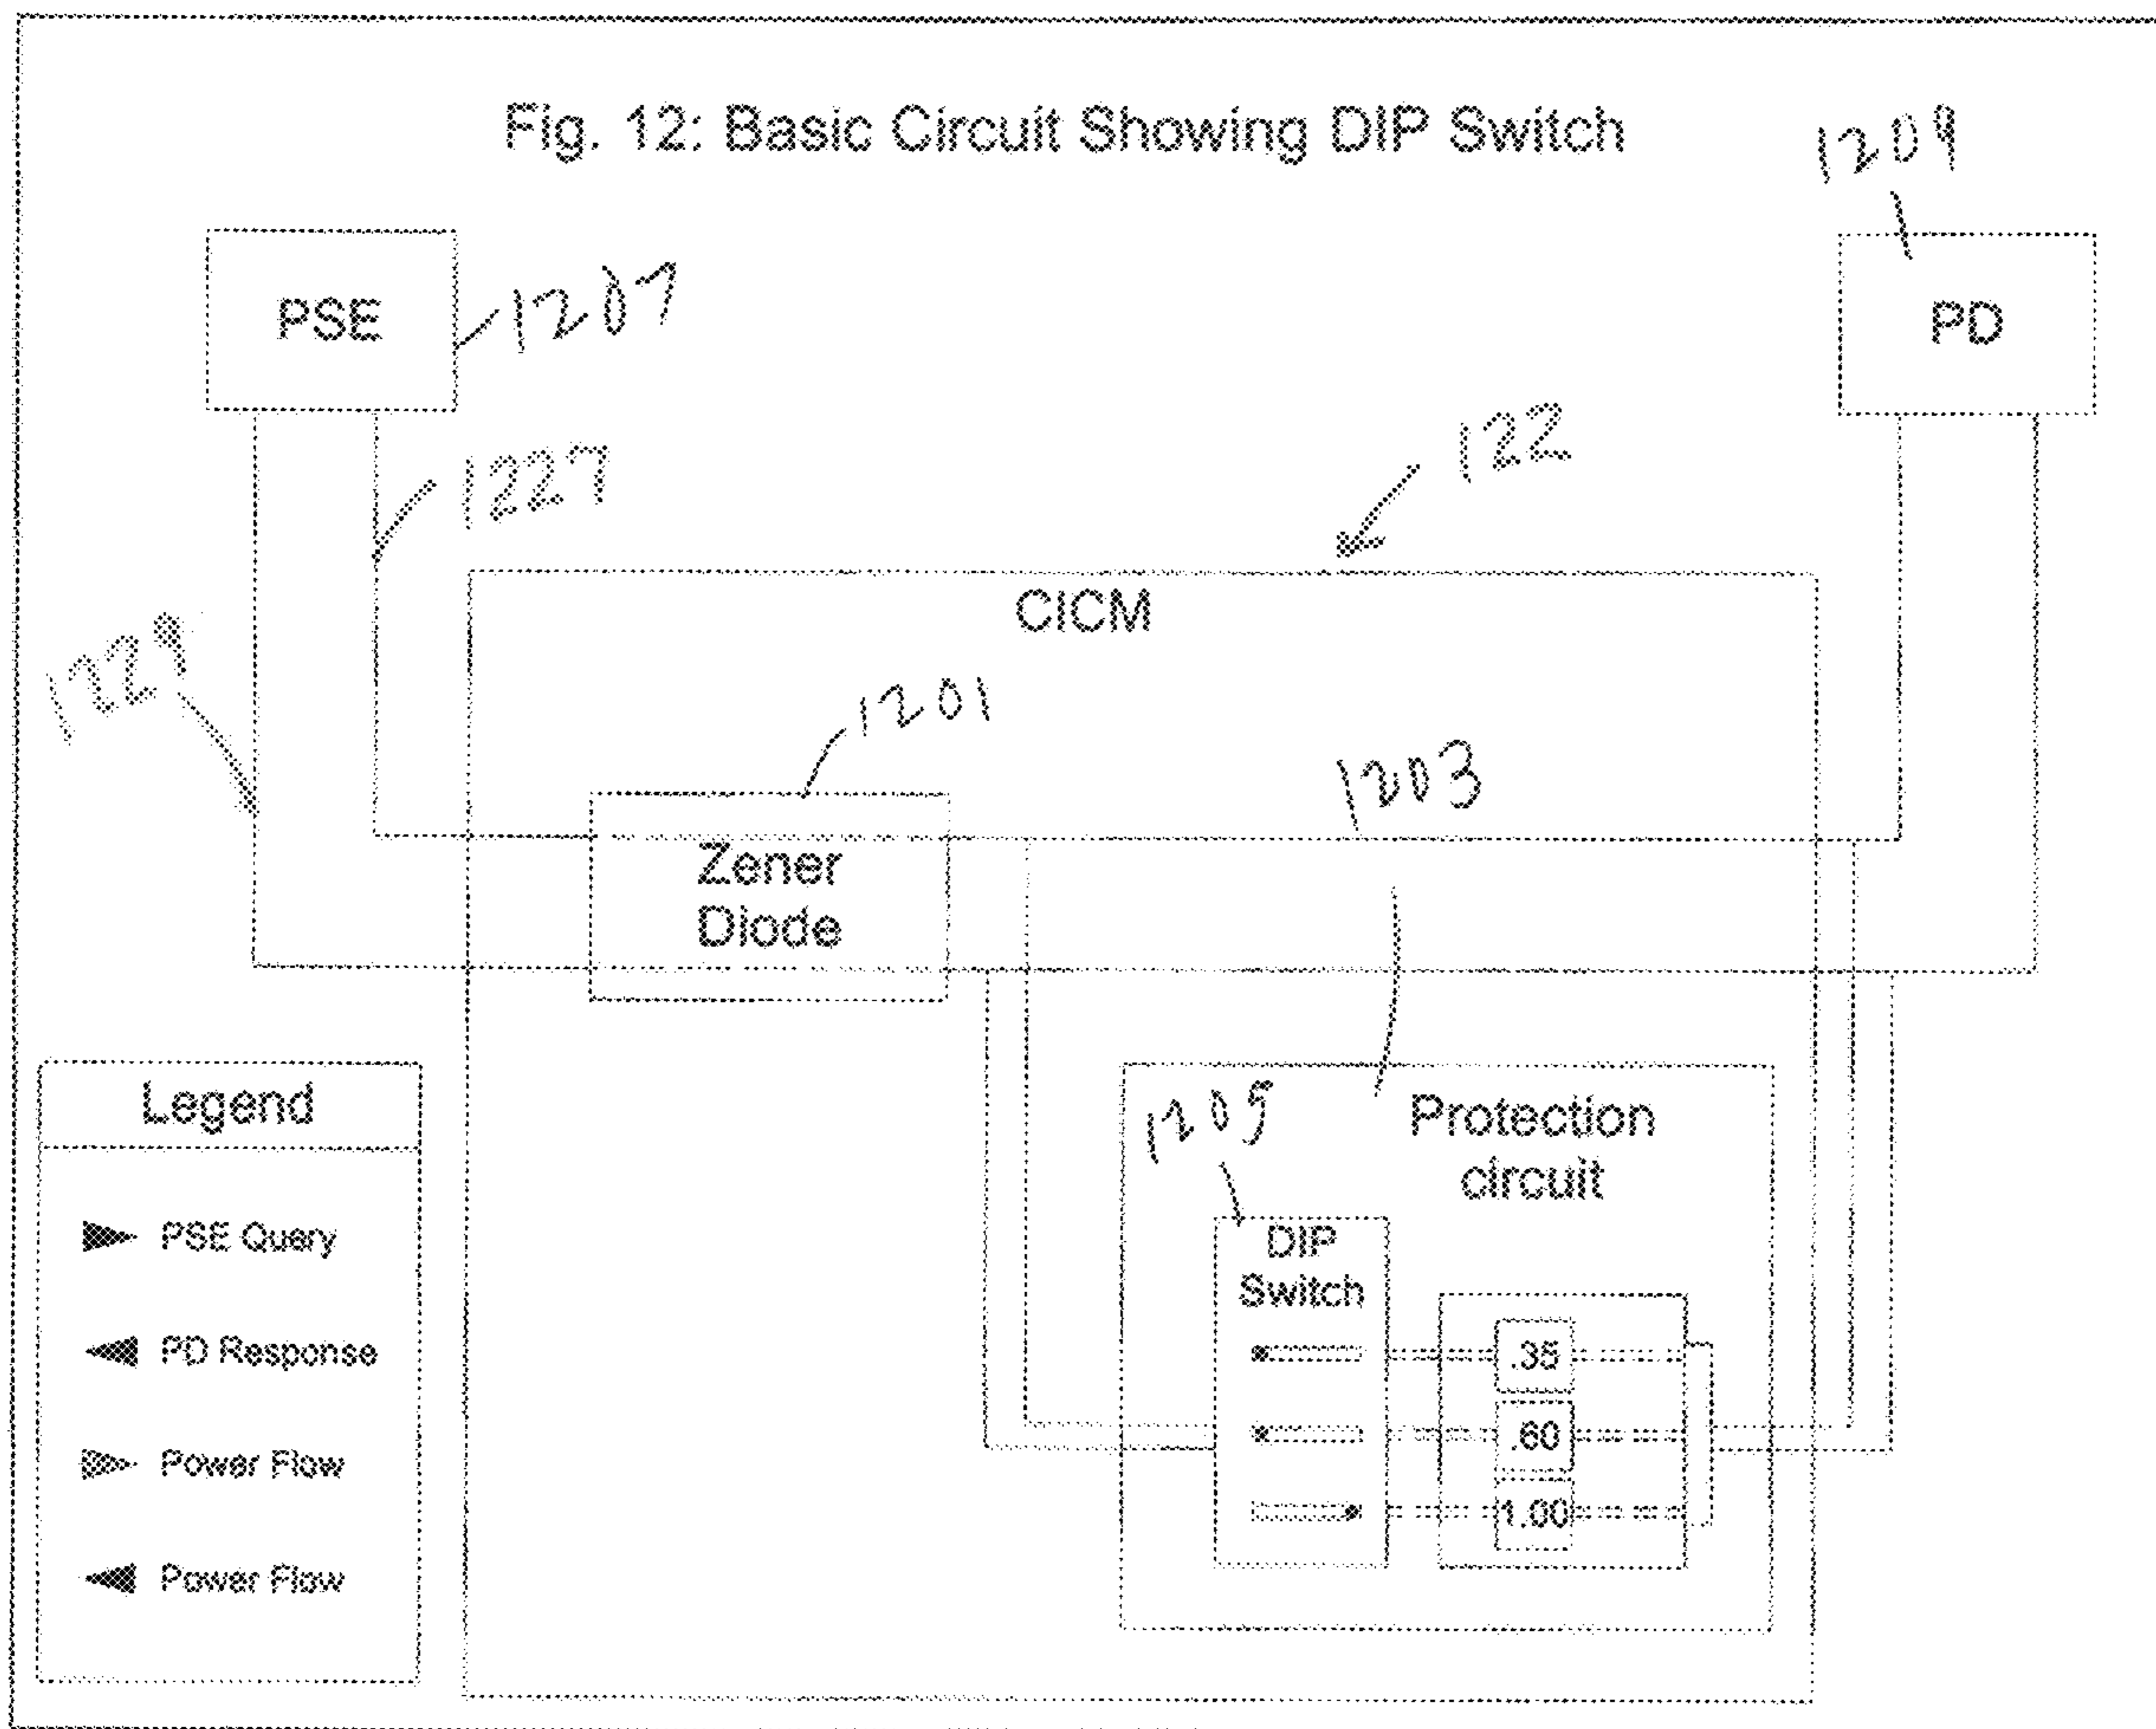 Fig. 12: Basic Circuit Showing DIP Switch
1209
PSE
1207
PD
1227
122
CICM
1229
1201
1203
Zener
Diode
Legend
PSE Query
PD Response
Power Flow
Power Flow
1205
Protection
circuit
DIP
Switch
.35
.60
1.00